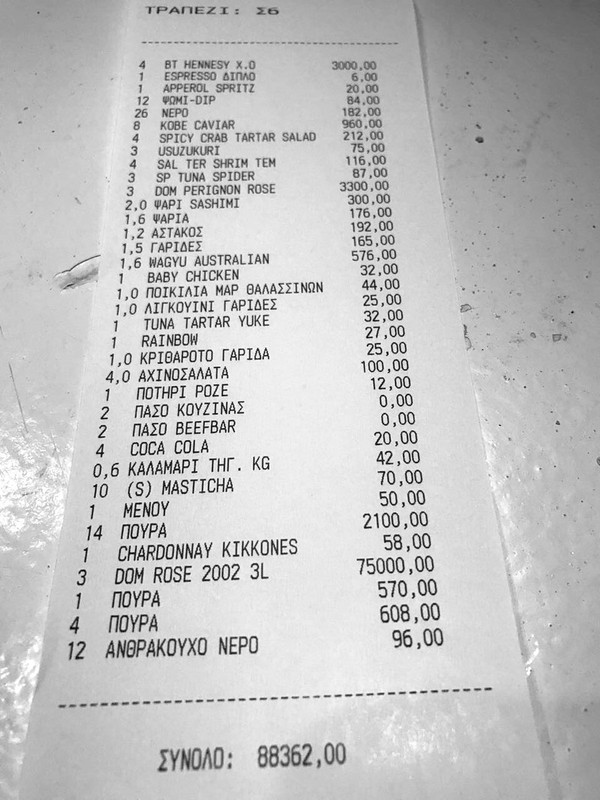 ΤΡΑΠΕΖΙ: Σ6
4 BT HENNESY X.O 3000,00
1 ESPRESSO ΔΙΠΛΟ 6,00
1 APPEROL SPRITZ 20,00
12 ΨΩΜΙ-DIP 84,00
26 ΝΕΡΟ 182,00
8 KOBE CAVIAR 960,00
4 SPICY CRAB TARTAR SALAD 212,00
3 USUZUKURI 75,00
4 SAL TER SHRIM TEM 116,00
3 SP TUNA SPIDER 87,00
3 DOM PERIGNON ROSE 3300,00
2,0 ΨΑΡΙ SASHIMI 300,00
1,6 ΨΑΡΙΑ 176,00
1,2 ΑΣΤΑΚΟΣ 192,00
1,5 ΓΑΡΙΔΕΣ 165,00
1,6 WAGYU AUSTRALIAN 576,00
1 BABY CHICKEN 32,00
1,0 ΠΟΙΚΙΛΙΑ ΜΑΡ ΘΑΛΑΣΣΙΝΩΝ 44,00
1,0 ΛΙΓΚΟΥΙΝΙ ΓΑΡΙΔΕΣ 25,00
1 TUNA TARTAR YUKE 32,00
1 RAINBOW 27,00
1,0 ΚΡΙΘΑΡΟΤΟ ΓΑΡΙΔΑ 25,00
4,0 ΑΧΙΝΟΣΑΛΑΤΑ 100,00
1 ΠΟΤΗΡΙ ΡΟΖΕ 12,00
2 ΠΑΣΟ ΚΟΥΖΙΝΑΣ 0,00
2 ΠΑΣΟ BEEFBAR 0,00
4 COCA COLA 20,00
0,6 ΚΑΛΑΜΑΡΙ ΤΗΓ. KG 42,00
10 (S) MASTICHA 70,00
1 ΜΕΝΟΥ 50,00
14 ΠΟΥΡΑ 2100,00
1 CHARDONNAY KIKKONES 58,00
3 DOM ROSE 2002 3L 75000,00
1 ΠΟΥΡΑ 570,00
4 ΠΟΥΡΑ 608,00
12 ΑΝΘΡΑΚΟΥΧΟ ΝΕΡΟ 96,00
ΣΥΝΟΛΟ: 88362,00